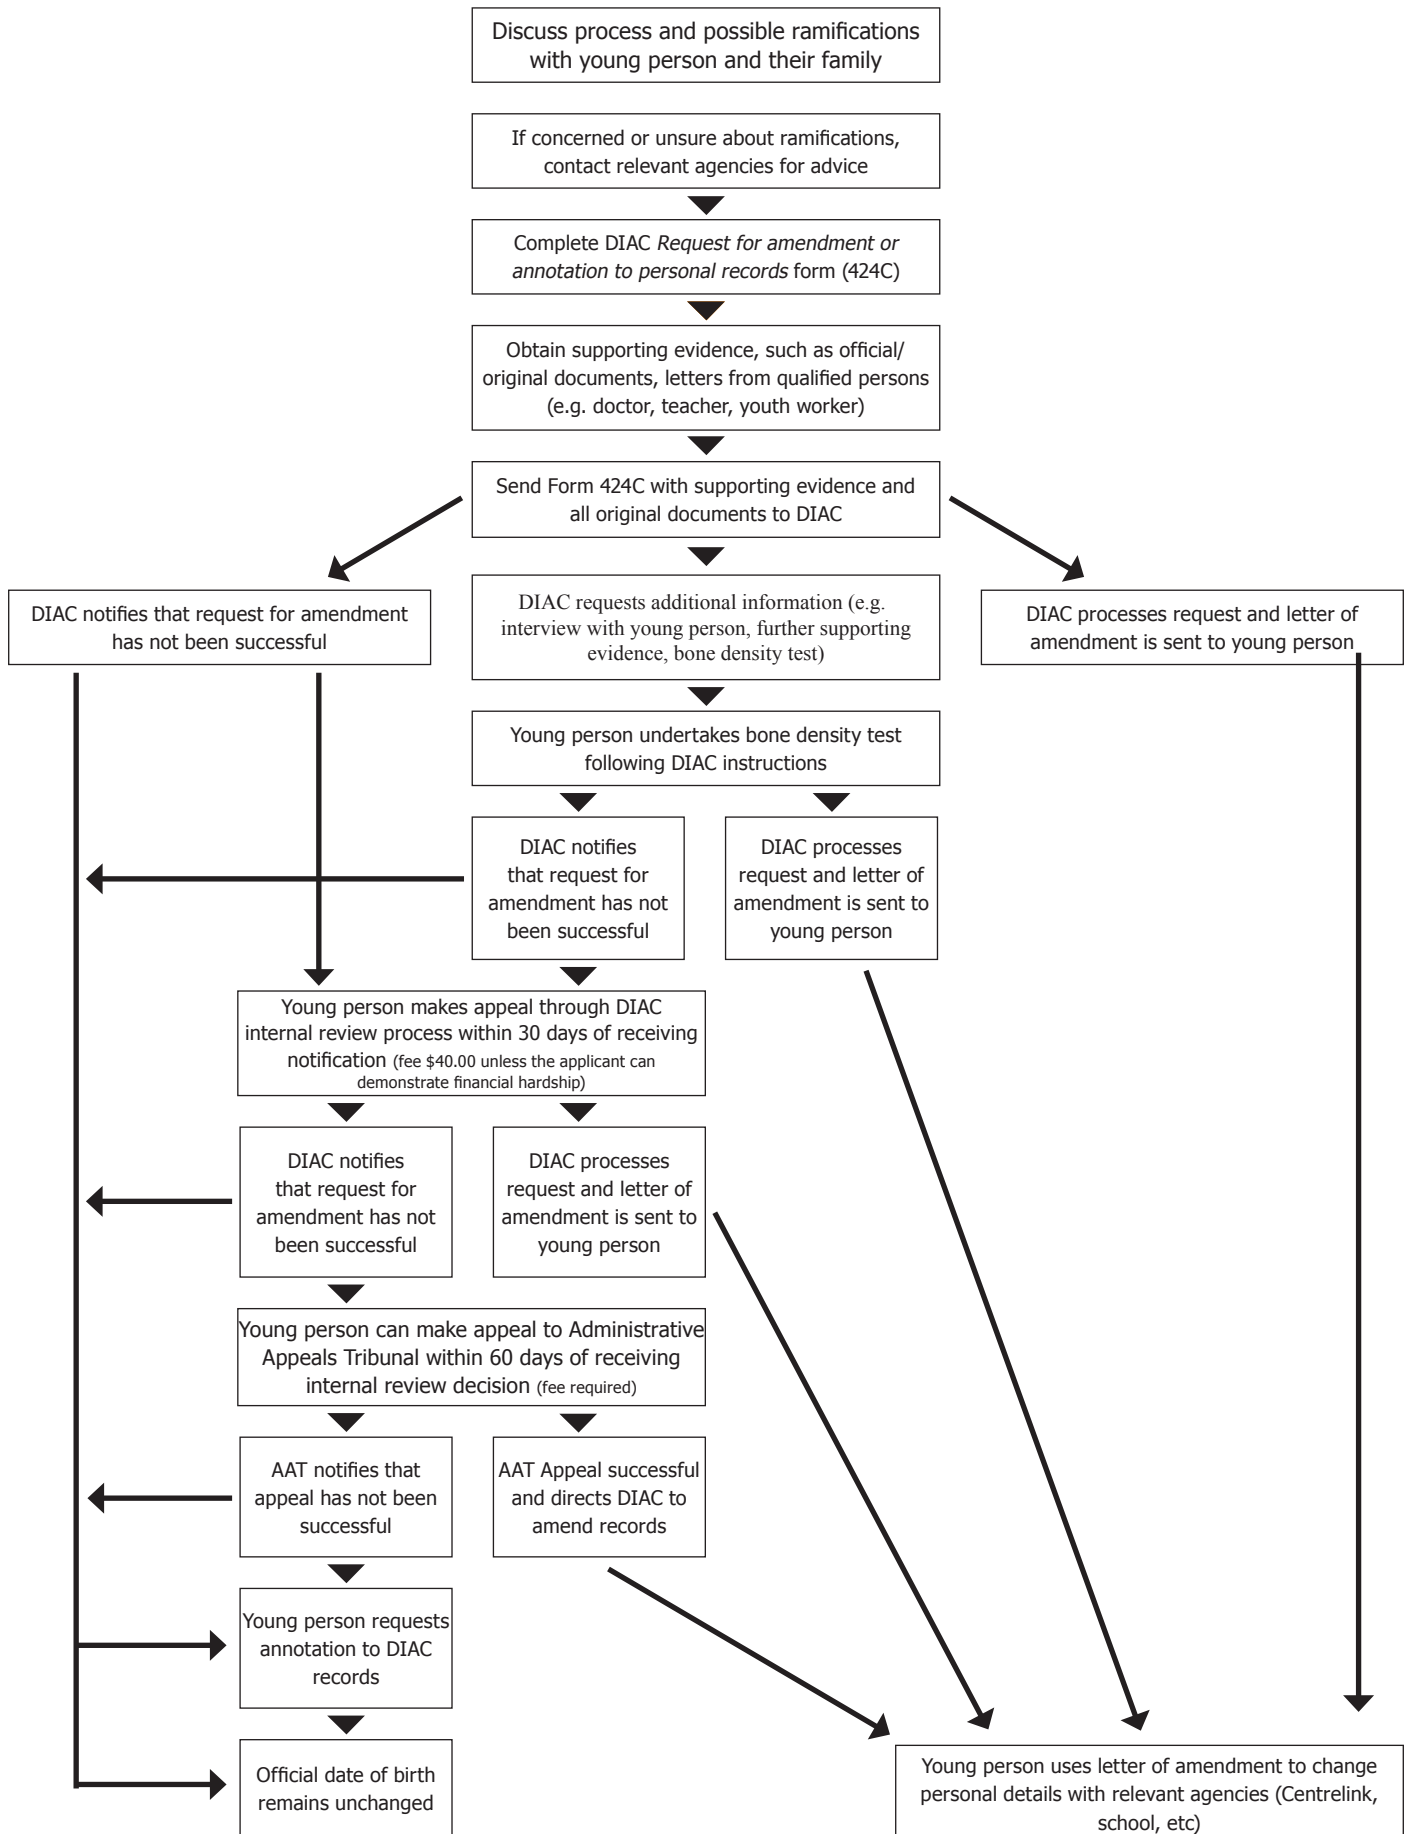 Discuss process and possible ramifications
with young person and their family
If concerned or unsure about ramifications,
contact relevant agencies for advice
Complete DIAC Request for amendment or
annotation to personal records form (424C)
Obtain supporting evidence, such as official/
original documents, letters from qualified persons
(e.g. doctor, teacher, youth worker)
Send Form 424C with supporting evidence and
all original documents to DIAC
DIAC notifies that request for amendment
has not been successful
DIAC requests additional information (e.g.
interview with young person, further supporting
evidence, bone density test)
DIAC processes request and letter of
amendment is sent to young person
Young person undertakes bone density test
following DIAC instructions
DIAC notifies
that request for
amendment has not
been successful
DIAC processes
request and letter of
amendment is sent to
young person
Young person makes appeal through DIAC
internal review process within 30 days of receiving
notification (fee $40.00 unless the applicant can
demonstrate financial hardship)
DIAC notifies
that request for
amendment has not
been successful
DIAC processes
request and letter of
amendment is sent to
young person
Young person can make appeal to Administrative
Appeals Tribunal within 60 days of receiving
internal review decision (fee required)
AAT notifies that
appeal has not been
successful
AAT Appeal successful
and directs DIAC to
amend records
Young person requests
annotation to DIAC
records
Official date of birth
remains unchanged
Young person uses letter of amendment to change
personal details with relevant agencies (Centrelink,
school, etc)